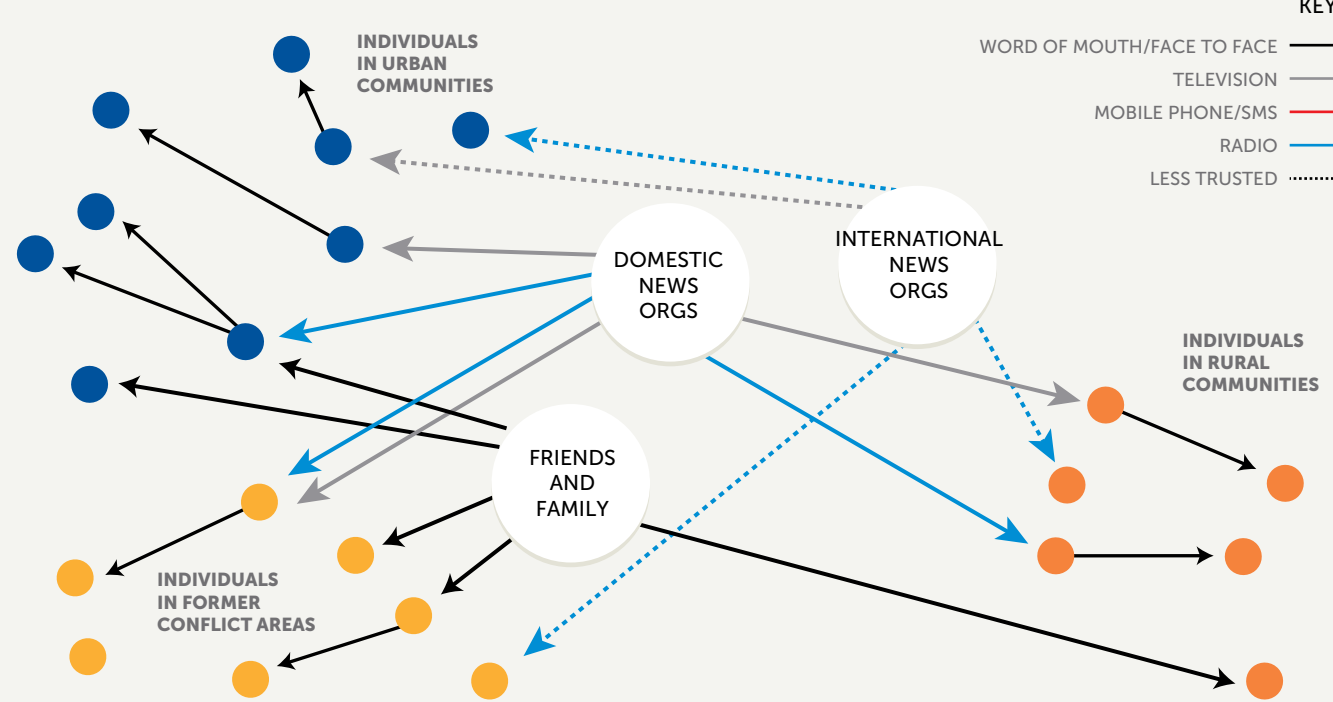 KEY
WORD OF MOUTH/FACE TO FACE
TELEVISION
MOBILE PHONE/SMS
RADIO
LESS TRUSTED
INDIVIDUALS
IN URBAN
COMMUNITIES
DOMESTIC
NEWS
ORGS
INTERNATIONAL
NEWS
ORGS
INDIVIDUALS
IN RURAL
COMMUNITIES
FRIENDS
AND
FAMILY
INDIVIDUALS
IN FORMER
CONFLICT AREAS